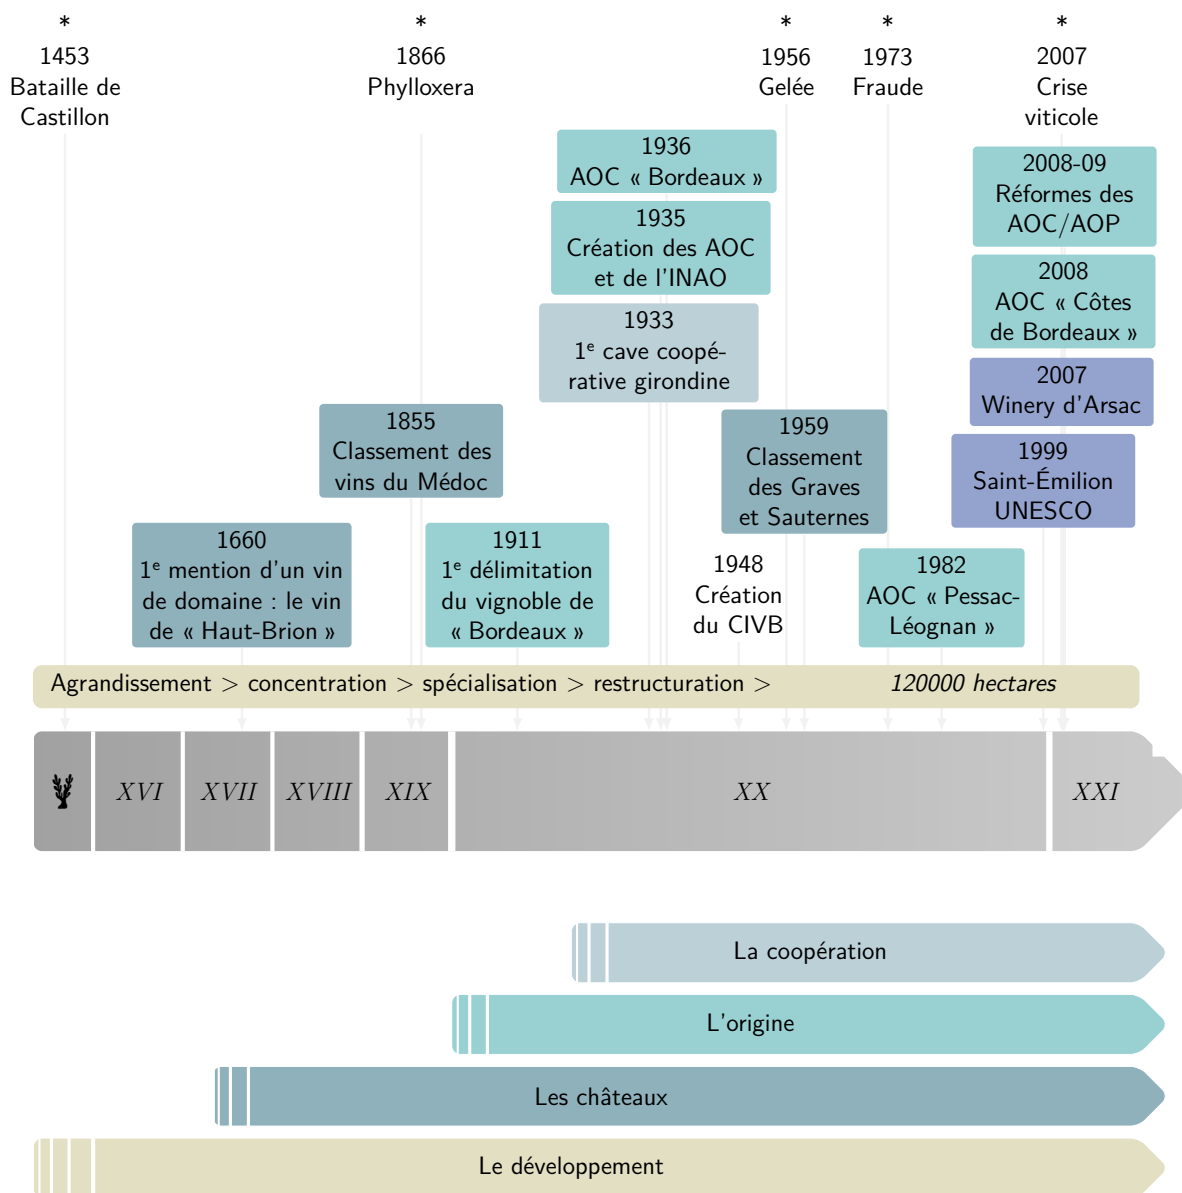 *
1453
Bataille de
Castillon
*
1866
Phylloxera
*
1956
Gelée
*
1973
Fraude
*
2007
Crise
viticole
1936
AOC « Bordeaux »
2008-09
Réformes des
AOC/AOP
1935
Création des AOC
et de l'INAO
2008
AOC « Côtes
de Bordeaux »
1933
1e cave coopé-
rative girondine
2007
Winery d'Arsac
1855
Classement des
vins du Médoc
1959
Classement
des Graves
et Sauternes
1999
Saint-Émilion
UNESCO
1660
1e mention d'un vin
de domaine : le vin
de « Haut-Brion »
1911
1e délimitation
du vignoble de
« Bordeaux »
1948
Création
du CIVB
1982
AOC « Pessac-
Léognan »
Agrandissement > concentration > spécialisation > restructuration > 120000 hectares
XVI XVII XVIII XIX XX XXI
La coopération
L'origine
Les châteaux
Le développement